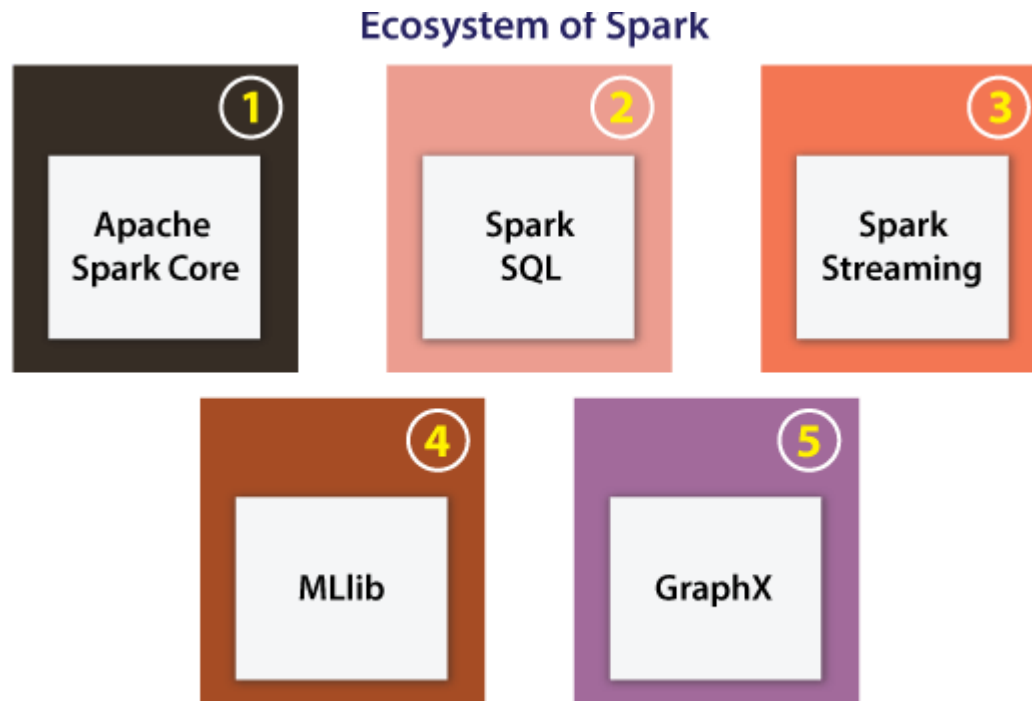 Ecosystem of Spark
1
Apache
Spark Core
2
Spark
SQL
3
Spark
Streaming
4
MLlib
5
GraphX